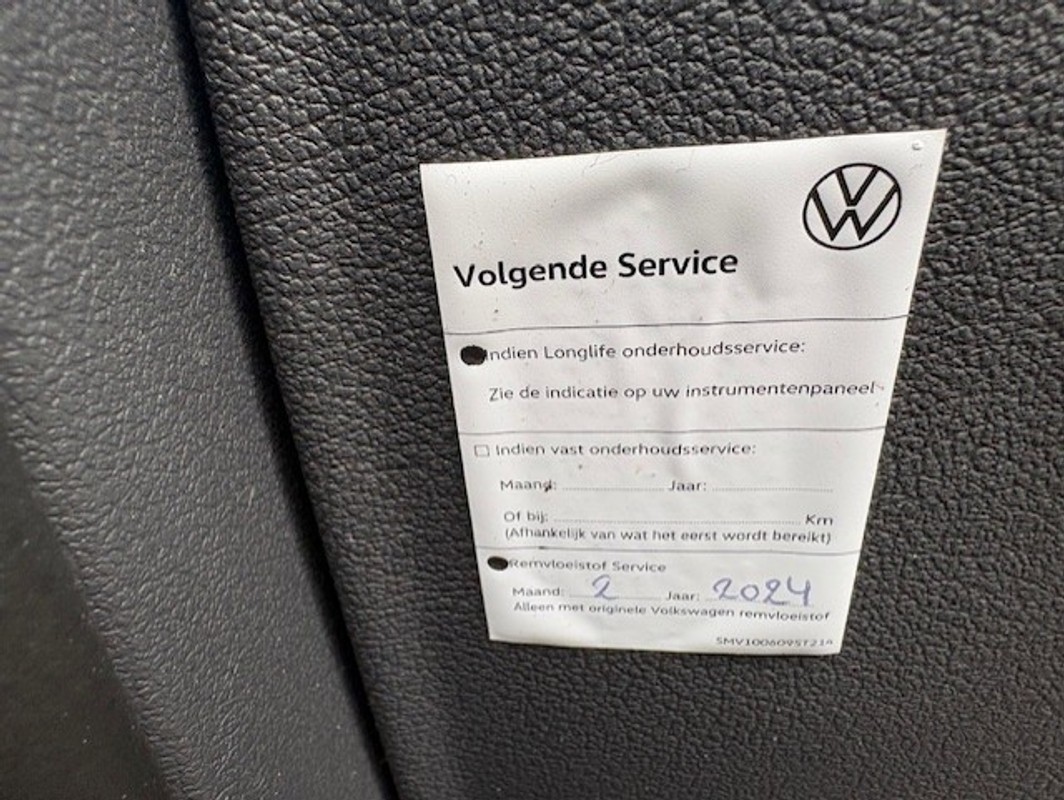 Volgende Service
Indien Longlife onderhoudsservice:
Zie de indicatie op uw instrumentenpaneel
Indien vast onderhoudsservice:
Maand: Jaar:
Of bij: Km
(Afhankelijk van wat het eerst wordt bereikt)
Remvloeistof Service
Maand: 2 Jaar: 2024
Alleen met originele Volkswagen remvloeistof